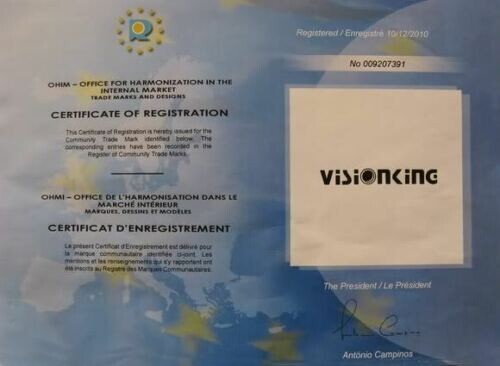 R
OHIM – OFFICE FOR HARMONIZATION IN THE
INTERNAL MARKET
TRADE MARKS AND DESIGNS
CERTIFICATE OF REGISTRATION
This Certificate of Registration is hereby issued for the
Community Trade Mark identified below. The
corresponding entries have been recorded in the
Register of Community Trade Marks.
OHMI – OFFICE DE L'HARMONISATION DANS LE
MARCHÉ INTÉRIEUR
MARQUES, DESSINS ET MODÈLES
CERTIFICAT D'ENREGISTREMENT
Le présent Certificat d'Enregistrement est délivré pour
la marque communautaire identifiée ci-joint. Les
mentions et les renseignements qui s'y rapportent ont
été inscrits au Registre des Marques Communautaires.
Registered / Enregistré 10/12/2010
No 009207391
VISIONKING
The President / Le Président
António Campinos